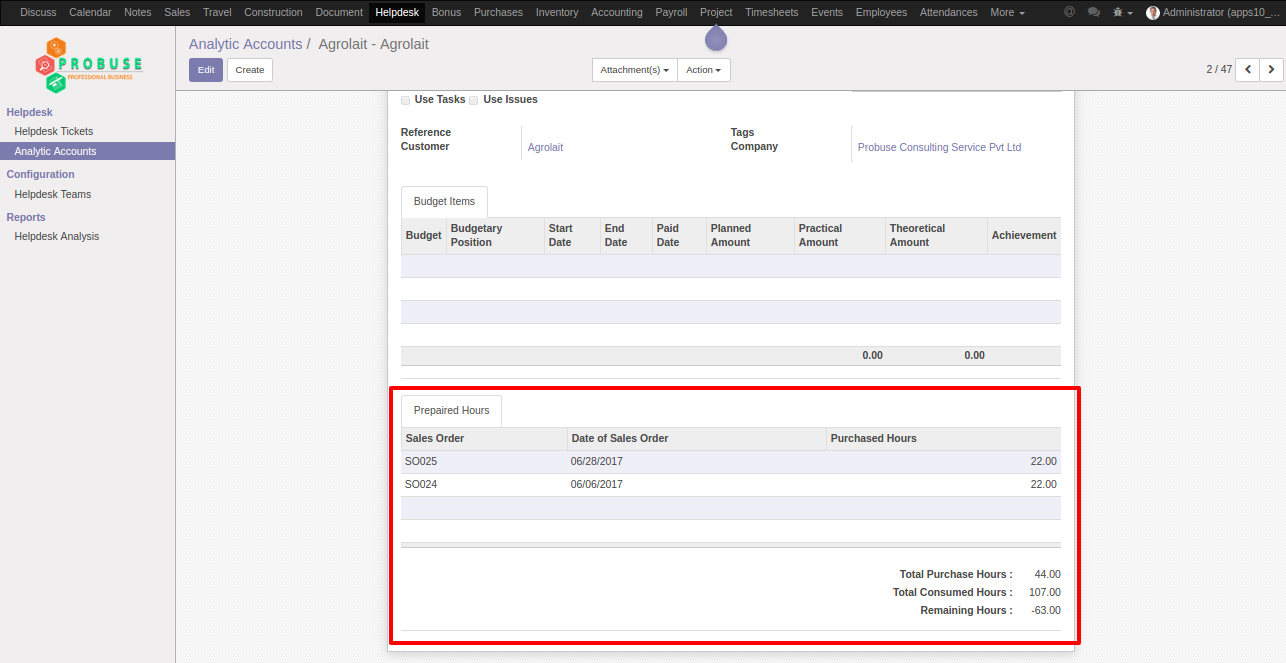 Discuss Calendar Notes Sales Travel Construction Document Helpdesk Bonus Purchases Inventory Accounting Payroll Project Timesheets Events Employees Attendances More @ Administrator (apps10_...
PROBUSE
PROFESSIONAL BUSINESS
Analytic Accounts / Agrolait - Agrolait
Edit Create Attachment(s) Action 2 / 47
Helpdesk
Helpdesk Tickets
Analytic Accounts
Configuration
Helpdesk Teams
Reports
Helpdesk Analysis
Use Tasks Use Issues
Reference Tags
Customer Agrolait Company Probuse Consulting Service Pvt Ltd
Budget Items
Budget Budgetary Position Start Date End Date Paid Date Planned Amount Practical Amount Theoretical Amount Achievement
0.00 0.00
Prepaired Hours
Sales Order Date of Sales Order Purchased Hours
SO025 06/28/2017 22.00
SO024 06/06/2017 22.00
Total Purchase Hours : 44.00
Total Consumed Hours : 107.00
Remaining Hours : -63.00